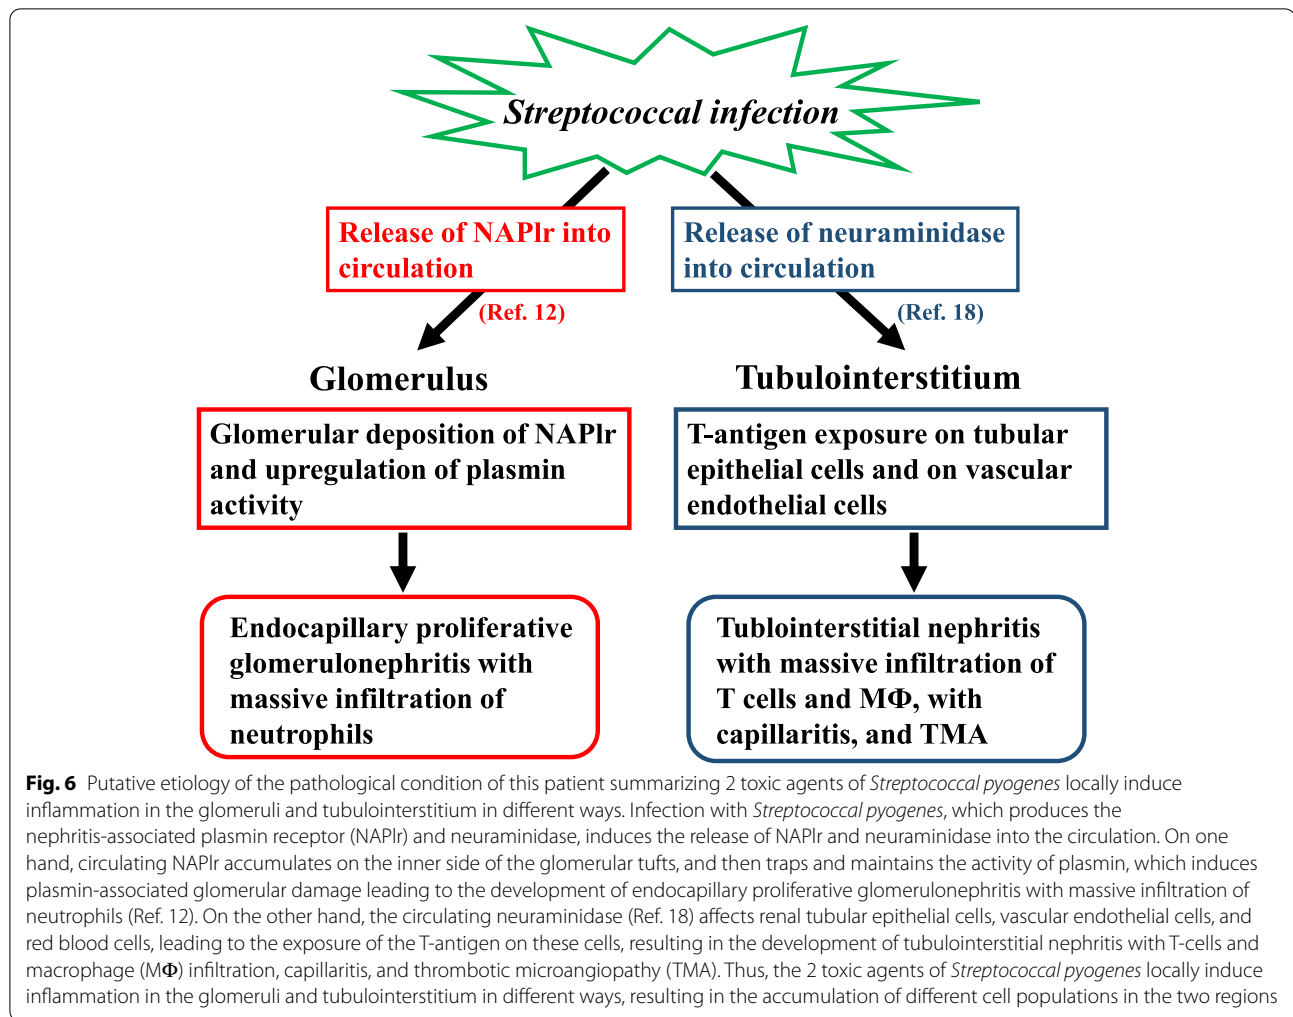 Streptococcal infection
Release of NAPlr into
circulation
(Ref. 12)
Release of neuraminidase
into circulation
(Ref. 18)
Glomerulus
Glomerular deposition of NAPlr
and upregulation of plasmin
activity
Endocapillary proliferative
glomerulonephritis with
massive infiltration of
neutrophils
Tubulointerstitium
T-antigen exposure on tubular
epithelial cells and on vascular
endothelial cells
Tublointerstitial nephritis
with massive infiltration of
T cells and MΦ, with
capillaritis, and TMA
Fig. 6 Putative etiology of the pathological condition of this patient summarizing 2 toxic agents of Streptococcal pyogenes locally induce
inflammation in the glomeruli and tubulointerstitium in different ways. Infection with Streptococcal pyogenes, which produces the
nephritis-associated plasmin receptor (NAPlr) and neuraminidase, induces the release of NAPlr and neuraminidase into the circulation. On one
hand, circulating NAPlr accumulates on the inner side of the glomerular tufts, and then traps and maintains the activity of plasmin, which induces
plasmin-associated glomerular damage leading to the development of endocapillary proliferative glomerulonephritis with massive infiltration of
neutrophils (Ref. 12). On the other hand, the circulating neuraminidase (Ref. 18) affects renal tubular epithelial cells, vascular endothelial cells, and
red blood cells, leading to the exposure of the T-antigen on these cells, resulting in the development of tubulointerstitial nephritis with T-cells and
macrophage (MΦ) infiltration, capillaritis, and thrombotic microangiopathy (TMA). Thus, the 2 toxic agents of Streptococcal pyogenes locally induce
inflammation in the glomeruli and tubulointerstitium in different ways, resulting in the accumulation of different cell populations in the two regions